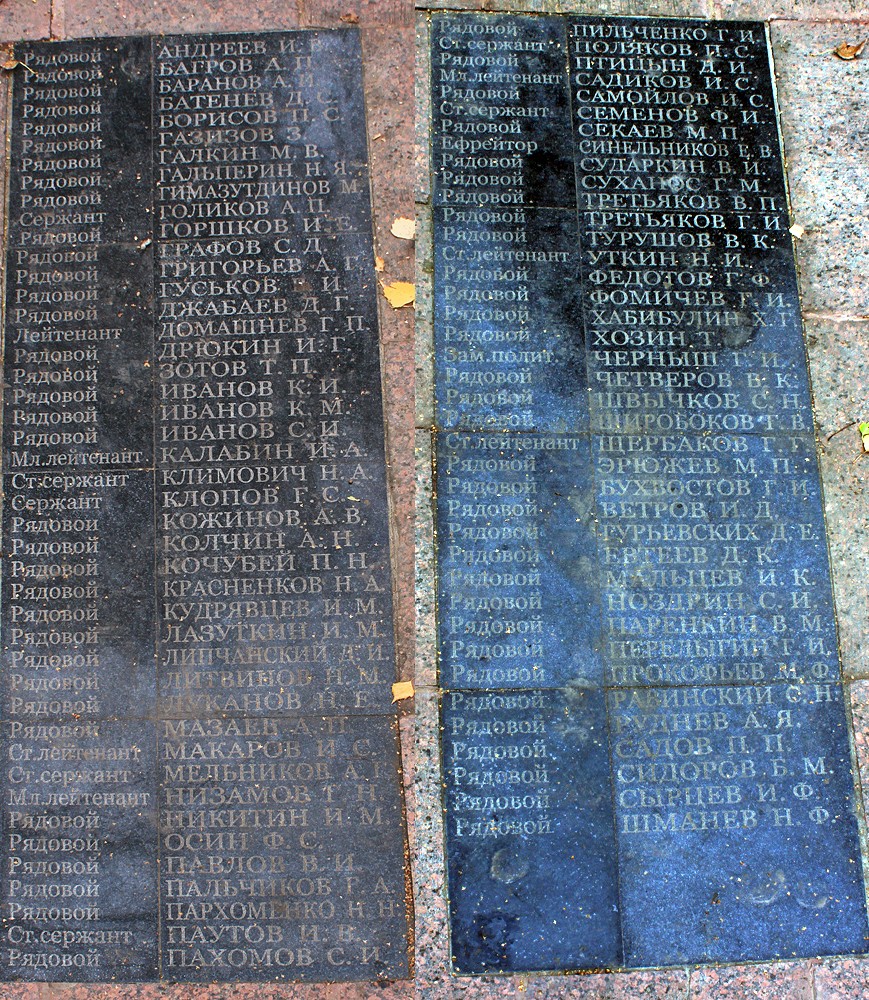 Рядовой АНДРЕЕВ И.
Рядовой БАГРОВ А. П.
Рядовой БАРАНОВ А. И.
Рядовой БАТЕНЕВ Д. С.
Рядовой БОРИСОВ П. С.
Рядовой ГАЗИЗОВ З.
Рядовой ГАЛКИН М. В.
Рядовой ГАЛЬПЕРИН Н. Я.
Рядовой ГИМАЗУТДИНОВ М.
Сержант ГОЛИКОВ А. П.
Рядовой ГОРШКОВ И. Е.
Рядовой ГРАФОВ С. Д.
Рядовой ГРИГОРЬЕВ А. Г.
Рядовой ГУСЬКОВ И.
Рядовой ДЖАБАЕВ Д. Г.
Лейтенант ДОМАШНЕВ Г. П.
Рядовой ДРЮКИН И. Г.
Рядовой ЗОТОВ Т. П.
Рядовой ИВАНОВ К. И.
Рядовой ИВАНОВ К. М.
Рядовой ИВАНОВ С. И.
Мл.лейтенант КАЛАБИН И. А.
Ст.сержант КЛИМОВИЧ Н. А.
Сержант КЛОПОВ Г. С.
Рядовой КОЖИНОВ А. В.
Рядовой КОЛЧИН А. Н.
Рядовой КОЧУБЕЙ П. Н.
Рядовой КРАСНЕНКОВ Н. А.
Рядовой КУДРЯВЦЕВ И. М.
Рядовой ЛАЗУТКИН И. М.
Рядовой ЛИПЧАНСКИЙ Д. И.
Рядовой ЛИТВИНОВ Н. М.
Рядовой ЛУКАНОВ Н. Е.
Рядовой МАЗАЕВ А. П.
Ст.лейтенант МАКАРОВ И. С.
Ст.сержант МЕЛЬНИКОВ А. Г.
Мл.лейтенант НИЗАМОВ Г. Н.
Рядовой НИКИТИН И. М.
Рядовой ОСИН Ф. С.
Рядовой ПАВЛОВ В. И.
Рядовой ПАЛЬЧИКОВ Г. А.
Рядовой ПАРХОМЕНКО Н. Н.
Ст.сержант ПАУТОВ И. В.
Рядовой ПАХОМОВ С. И.
Рядовой ПИЛЬЧЕНКО Г. И.
Ст.сержант ПОЛЯКОВ П. С.
Рядовой ПТИЦЫН Д. И.
Мл.лейтенант САДИКОВ И. С.
Рядовой САМОЙЛОВ И. С.
Ст.сержант СЕМЕНОВ Ф. И.
Рядовой СЕКАЕВ М. П.
Ефрейтор СИНЕЛЬНИКОВ Е. В.
Рядовой СУДАРКИН В. И.
Рядовой СУХАНОВ Г. М.
Рядовой ТРЕТЬЯКОВ В. П.
Рядовой ТРЕТЬЯКОВ Г. И.
Рядовой ТУРУШОВ В. К.
Ст.лейтенант УТКИН Н. И.
Рядовой ФЕДОТОВ Г. Ф.
Рядовой ФОМИЧЕВ Г. И.
Рядовой ХАБИБУЛИН Х. Г.
Рядовой ХОЗИН Т.
Зам.полит. ЧЕРНЫШ Г. И.
Рядовой ЧЕТВЕРОВ В. К.
Рядовой ШВЫЧКОВ С. Н.
Рядовой ШИРОБОКОВ Г. В.
Ст.лейтенант ЩЕРБАКОВ Г. Г.
Рядовой ЭРЮЖЕВ М. П.
Рядовой БУХВОСТОВ Г. И.
Рядовой ВЕТРОВ И. Д.
Рядовой ГУРЬЕВСКИХ Д. Е.
Рядовой ЕВТЕЕВ Д. К.
Рядовой МАЛЬЦЕВ И. К.
Рядовой НОЗДРИН С. И.
Рядовой ПАРЕНКИН В. М.
Рядовой ПЕРЕЛЫГИН Г. И.
Рядовой ПРОКОФЬЕВ М. Ф.
Рядовой РАБИНСКИЙ С. Н.
Рядовой РУДНЕВ А. Я.
Рядовой САДОВ П. П.
Рядовой СИДОРОВ Б. М.
Рядовой СЫРЦЕВ И. Ф.
Рядовой ШМАНЕВ Н. Ф.